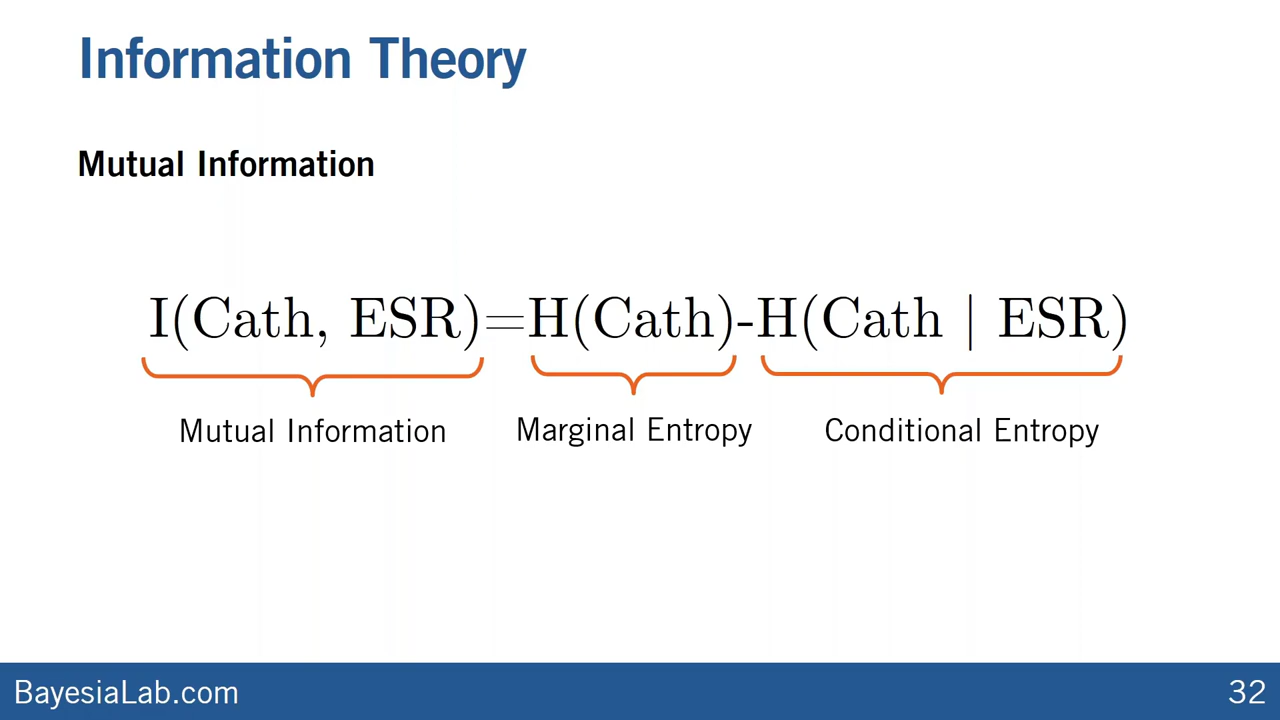 Information Theory
Mutual Information
I(Cath, ESR)=H(Cath)-H(Cath | ESR)
Mutual Information Marginal Entropy Conditional Entropy
BayesiaLab.com 32